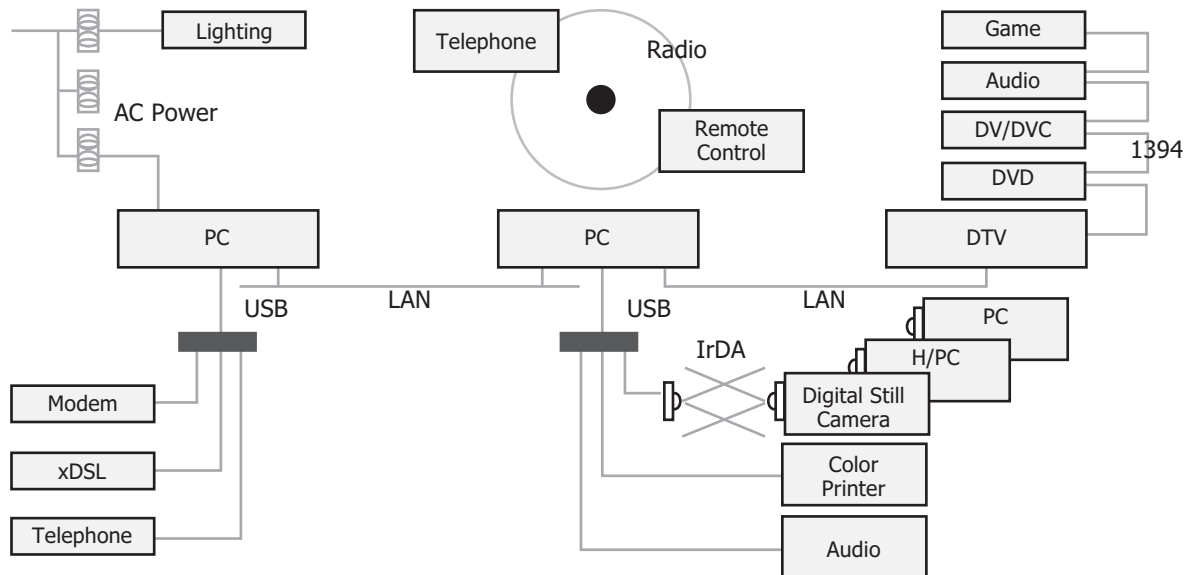 Lighting
Telephone
Radio
Game
Audio
AC Power
Remote
Control
DV/DVC
1394
DVD
PC
PC
DTV
USB
LAN
USB
LAN
PC
IrDA
H/PC
Modem
Digital Still
Camera
xDSL
Color
Printer
Telephone
Audio